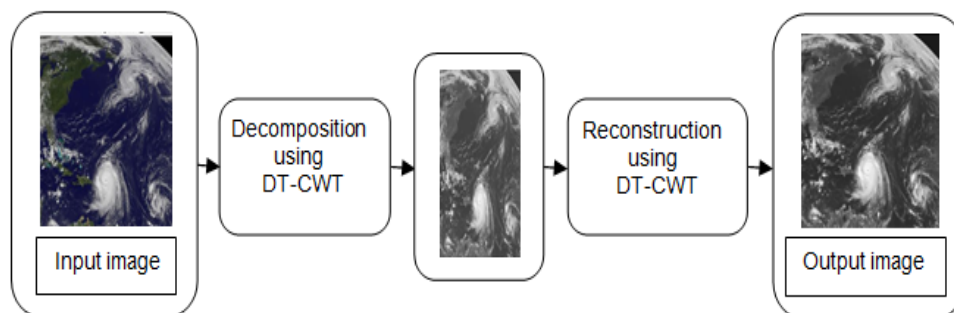 Input image
Decomposition
using
DT-CWT
Reconstruction
using
DT-CWT
Output image